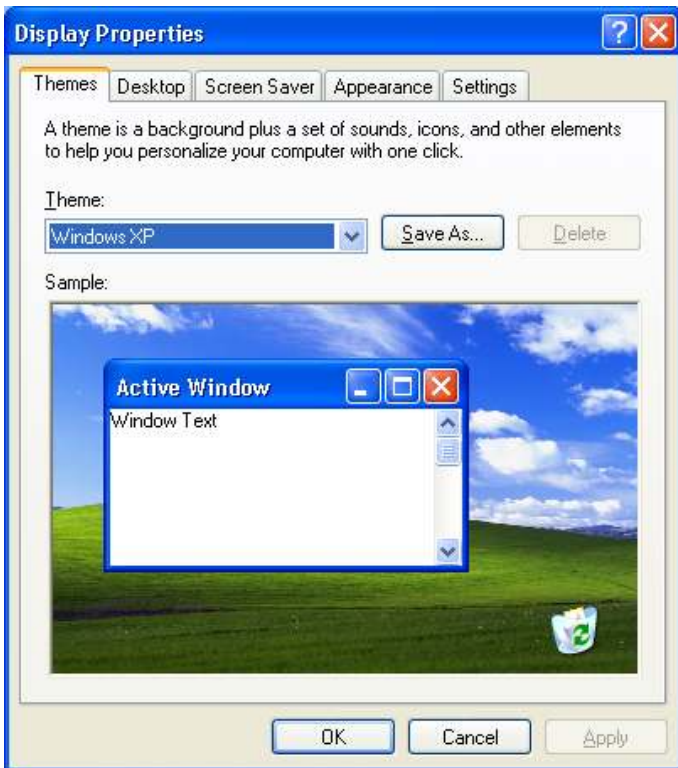 Display Properties
Themes Desktop Screen Saver Appearance Settings
A theme is a background plus a set of sounds, icons, and other elements
to help you personalize your computer with one click.
Theme:
Windows XP Save As... Delete
Sample:
Active Window
Window Text
OK Cancel Apply